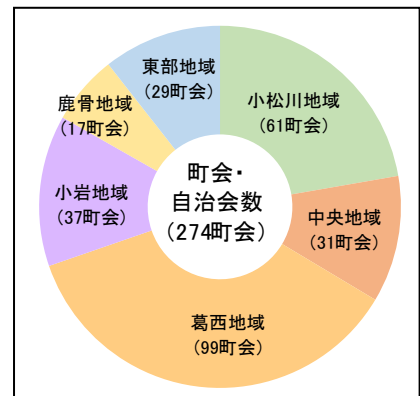 町会・
自治会数
(274町会)
小松川地域
(61町会)
中央地域
(31町会)
葛西地域
(99町会)
小岩地域
(37町会)
鹿骨地域
(17町会)
東部地域
(29町会)